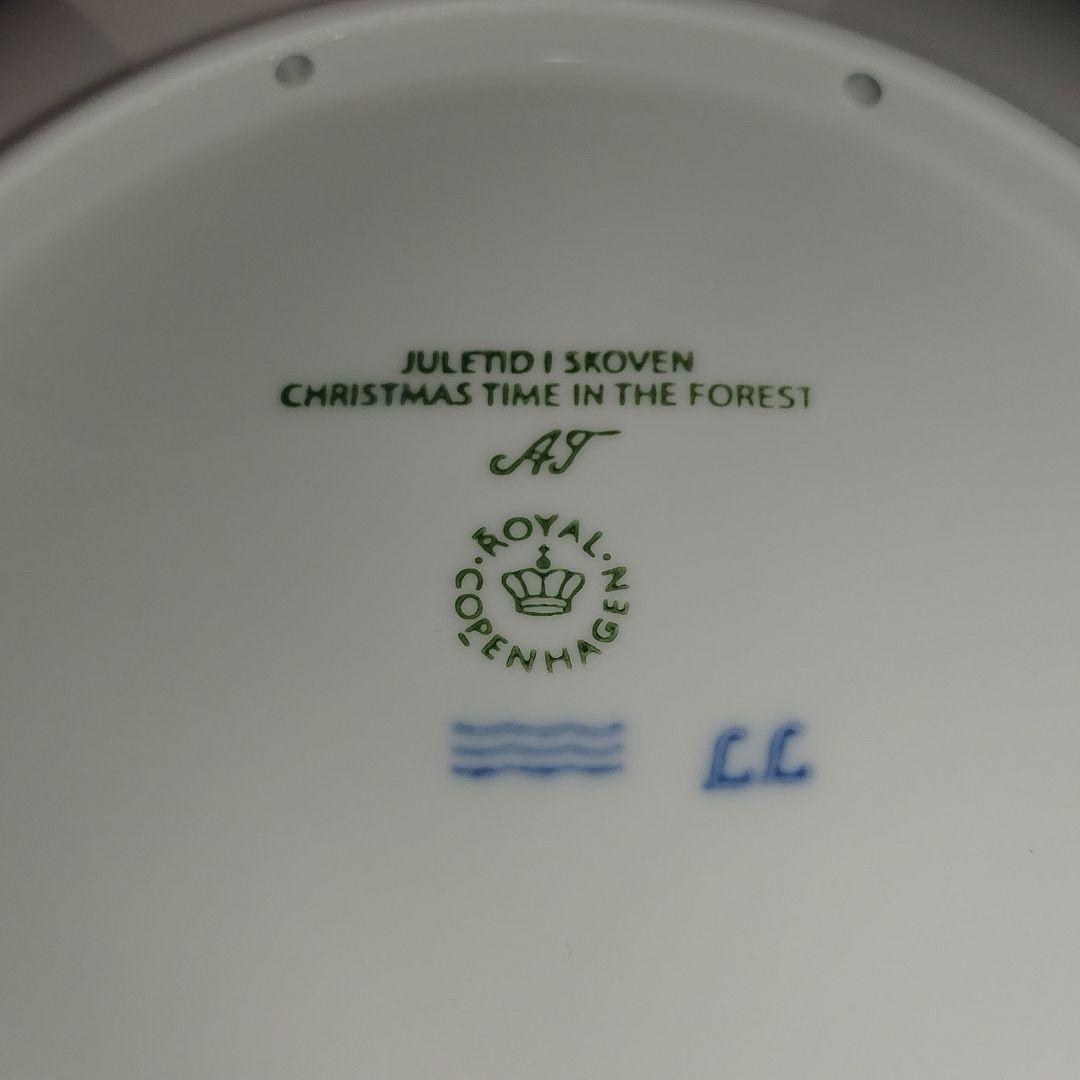 JULETID I SKOVEN
CHRISTMAS TIME IN THE FOREST
AT
ROYAL · COPENHAGEN ·
LL